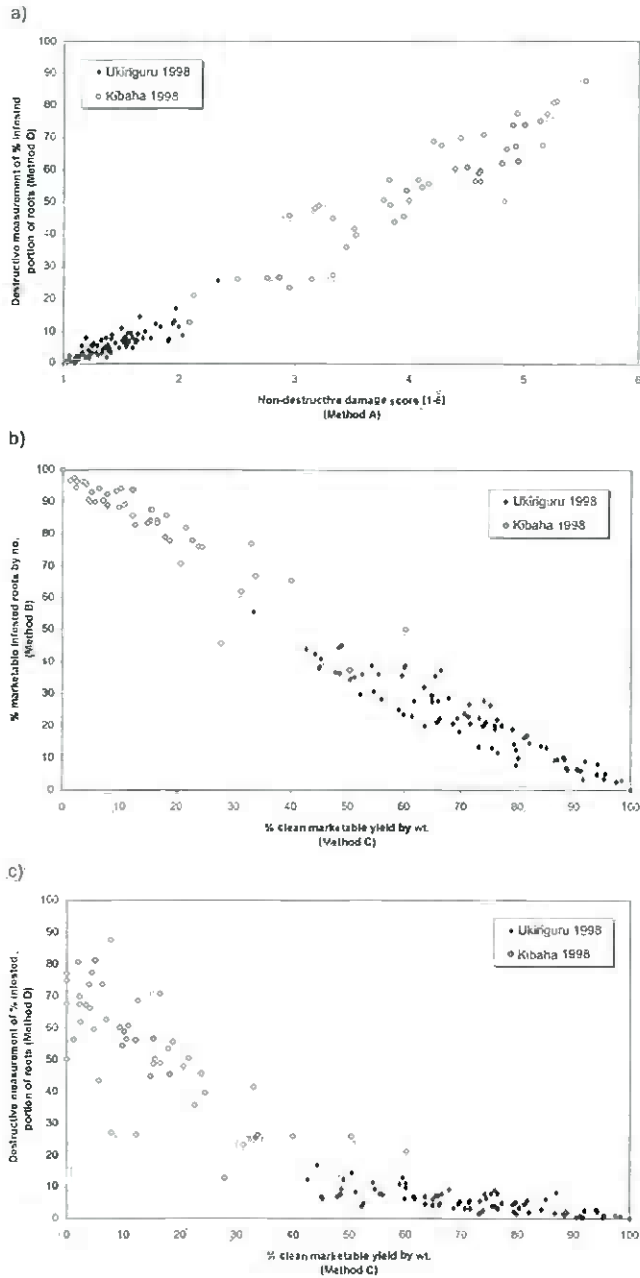 a)
100
90
80
70
60
50
40
30
20
10
0
Ukiriguru 1998
Kibaha 1998
Destructive measurement of % infested
portion of roots (Method D)
1
2
3
4
5
6
Non-destructive damage score [1-6]
(Method A)
b)
100
90
80
70
60
50
40
30
20
10
0
Ukiriguru 1998
Kibaha 1998
% marketable infested roots by no.
(Method B)
0
10
20
30
40
50
60
70
80
90
100
% clean marketable yield by wt.
(Method C)
c)
100
90
80
70
60
50
40
30
20
10
0
Ukiriguru 1998
Kibaha 1998
Destructive measurement of % infested
portion of roots (Method D)
0
10
20
30
40
50
60
70
80
90
100
% clean marketable yield by wt.
(Method C)